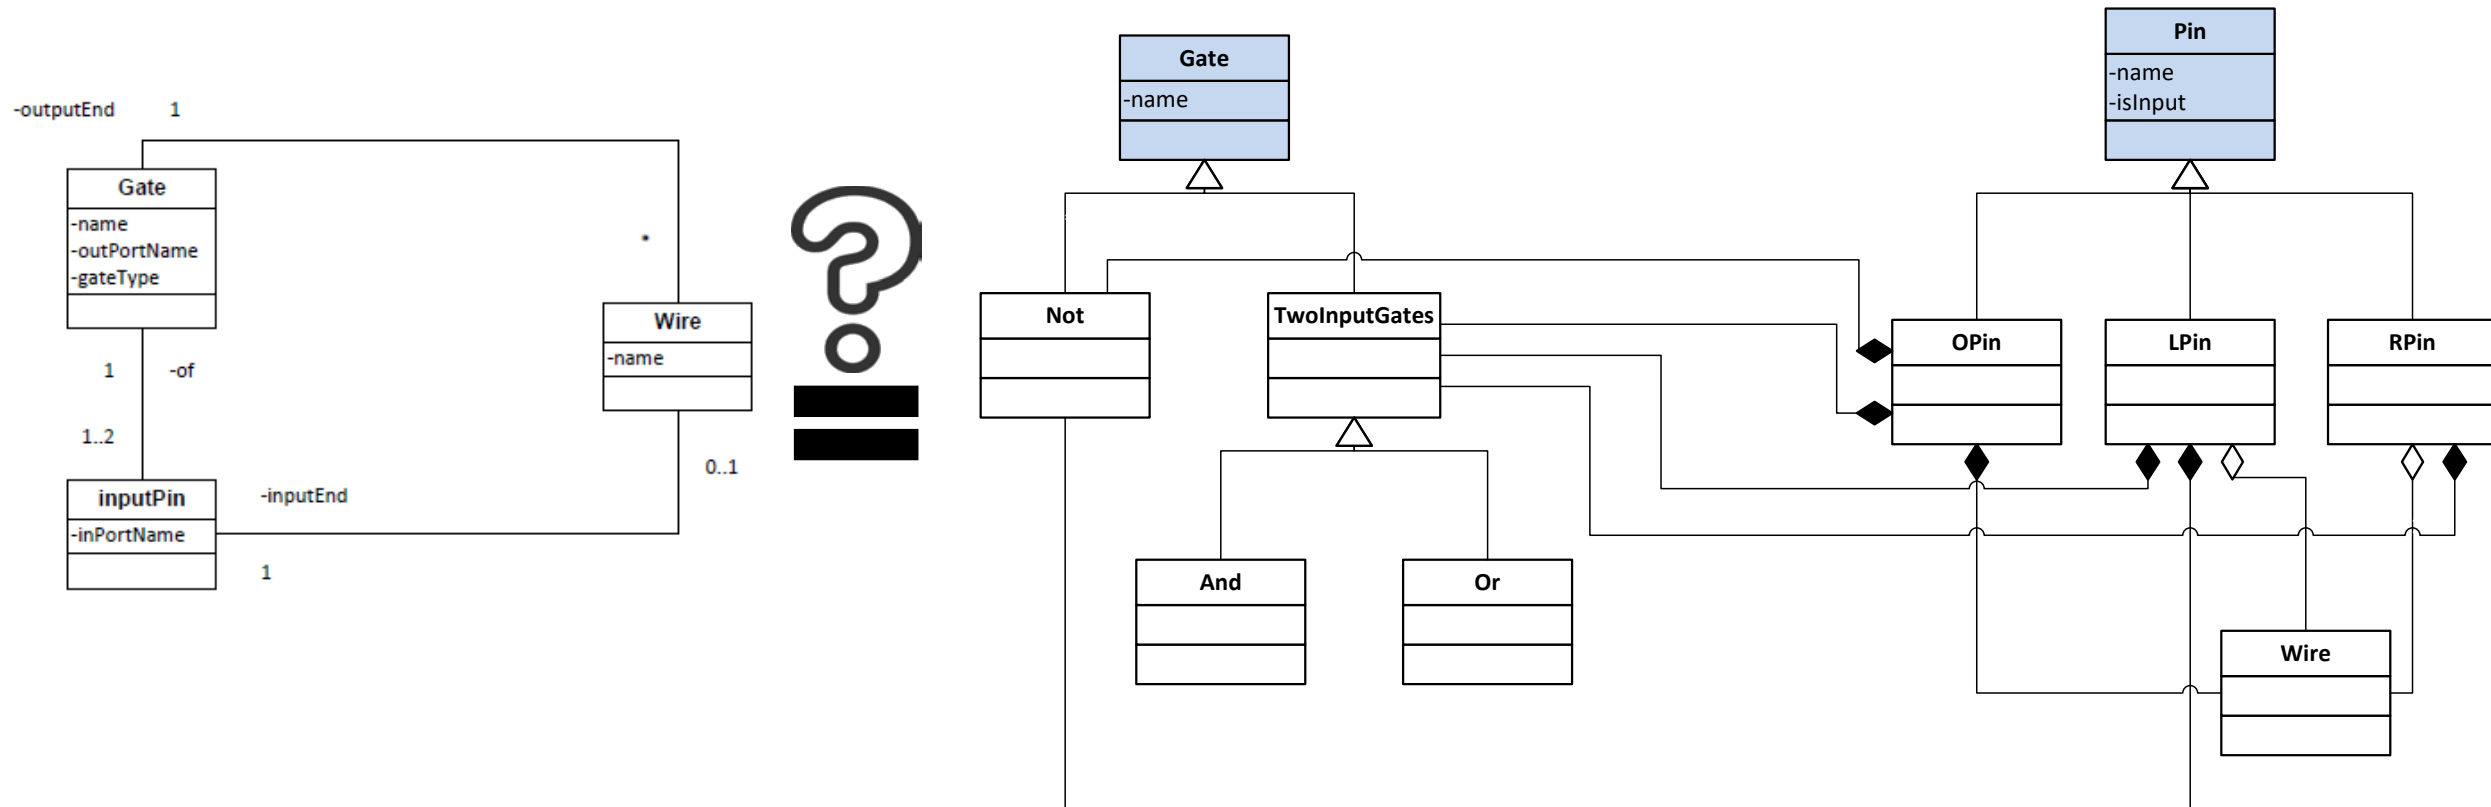 -outputEnd 1
Gate
-name
-outPortName
-gateType
*
Wire
-name
1 -of
1..2
0..1
inputPin
-inPortName
-inputEnd
1
?
=
Gate
-name
Pin
-name
-isInput
Not
TwoInputGates
OPin
LPin
RPin
And
Or
Wire